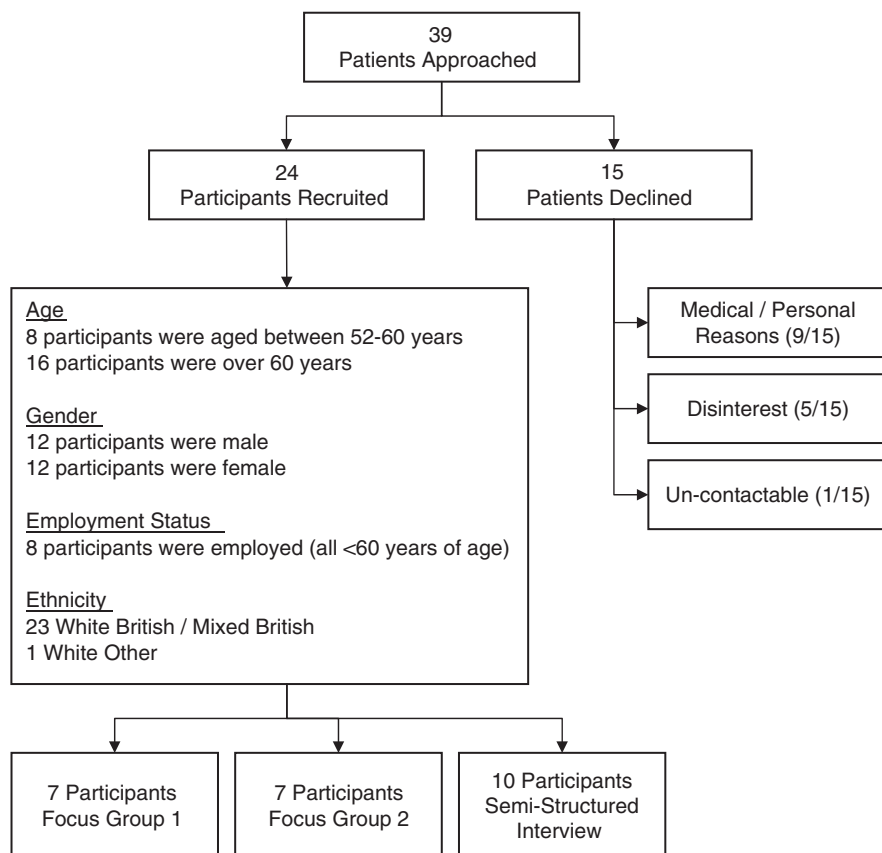 39
Patients Approached
24
Participants Recruited
15
Patients Declined
Age
8 participants were aged between 52-60 years
16 participants were over 60 years
Gender
12 participants were male
12 participants were female
Employment Status
8 participants were employed (all <60 years of age)
Ethnicity
23 White British / Mixed British
1 White Other
Medical / Personal
Reasons (9/15)
Disinterest (5/15)
Un-contactable (1/15)
7 Participants
Focus Group 1
7 Participants
Focus Group 2
10 Participants
Semi-Structured
Interview